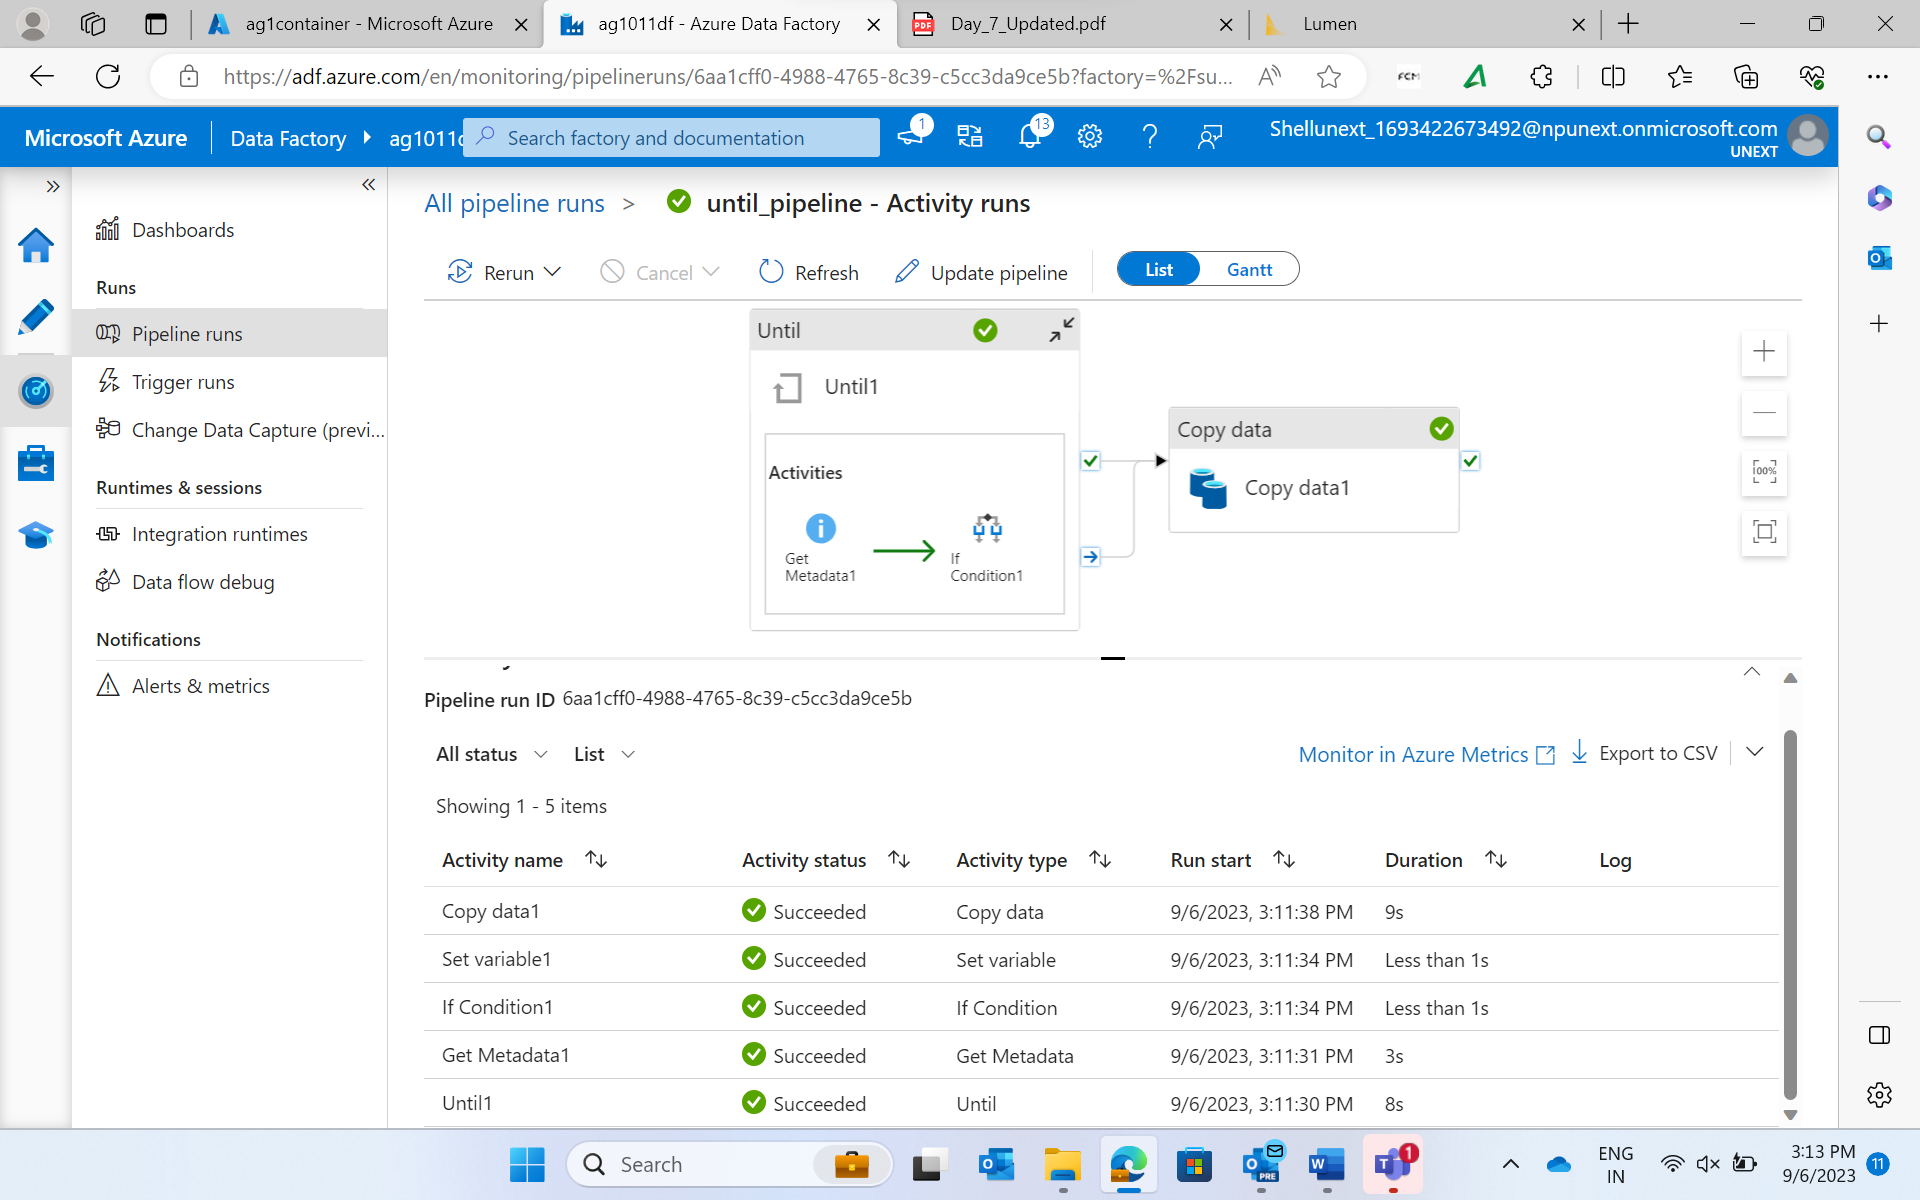 ag1container - Microsoft Azure
ag1011df - Azure Data Factory
PDF
Day_7_Updated.pdf
Lumen
https://adf.azure.com/en/monitoring/pipelineruns/6aa1cff0-4988-4765-8c39-c5cc3da9ce5b?factory=%2Fsu...
FCM
Microsoft Azure
Data Factory
ag1011d
Search factory and documentation
1
13
Shellunext_1693422673492@npunext.onmicrosoft.com
UNEXT
Dashboards
Runs
Pipeline runs
Trigger runs
Change Data Capture (previ...
Runtimes & sessions
Integration runtimes
Data flow debug
Notifications
Alerts & metrics
All pipeline runs > until_pipeline - Activity runs
Rerun
Cancel
Refresh
Update pipeline
List
Gantt
Until
Until1
Activities
Get
Metadata1
If
Condition1
Copy data
Copy data1
100%
Pipeline run ID 6aa1cff0-4988-4765-8c39-c5cc3da9ce5b
All status
List
Monitor in Azure Metrics
Export to CSV
Showing 1 - 5 items
Activity name Activity status Activity type Run start Duration Log
Copy data1 Succeeded Copy data 9/6/2023, 3:11:38 PM 9s
Set variable1 Succeeded Set variable 9/6/2023, 3:11:34 PM Less than 1s
If Condition1 Succeeded If Condition 9/6/2023, 3:11:34 PM Less than 1s
Get Metadata1 Succeeded Get Metadata 9/6/2023, 3:11:31 PM 3s
Until1 Succeeded Until 9/6/2023, 3:11:30 PM 8s
Search
PRE
1
ENG
IN
3:13 PM
9/6/2023
11